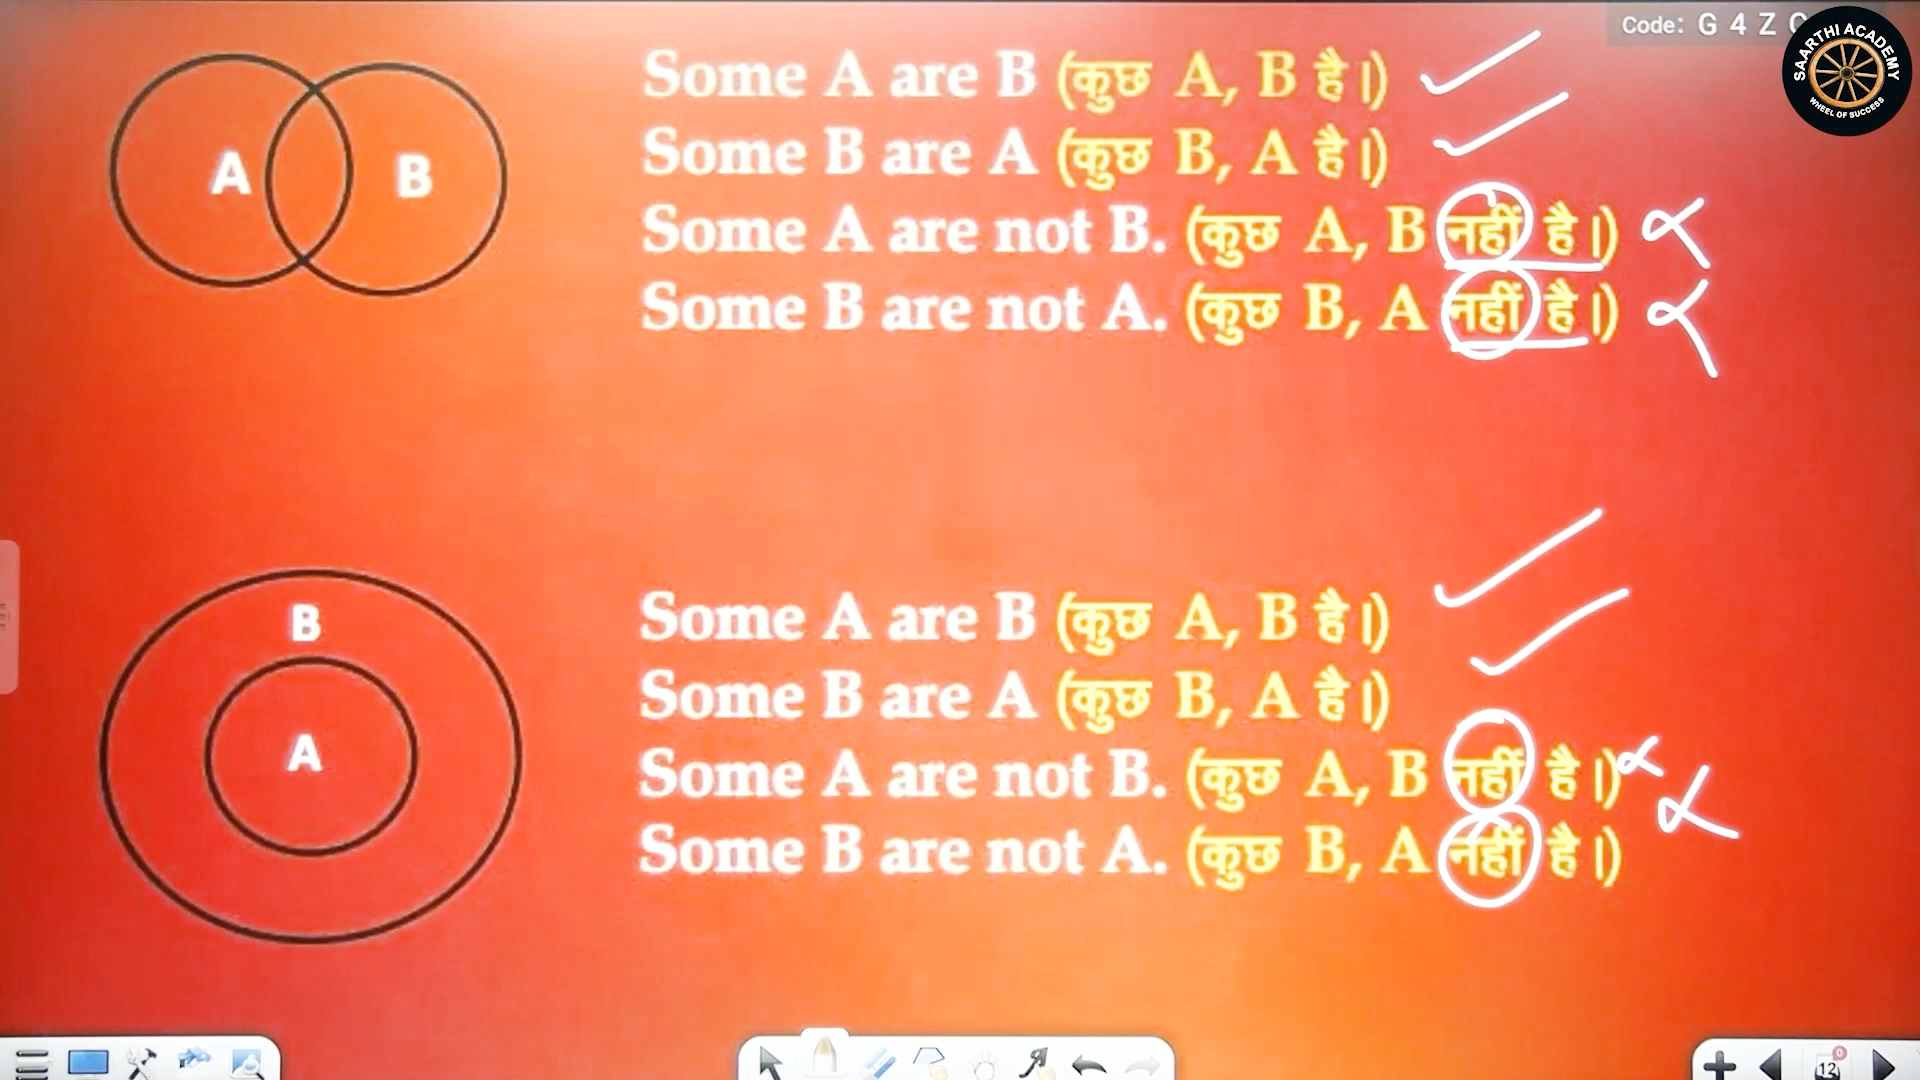 Code: G 4 Z
SAARTHI ACADEMY
WHEEL OF SUCCESS
A B
Some A are B (कुछ A, B है।)
Some B are A (कुछ B, A है।)
Some A are not B. (कुछ A, B नहीं है।)
Some B are not A. (कुछ B, A नहीं है।)
B
A
Some A are B (कुछ A, B है।)
Some B are A (कुछ B, A है।)
Some A are not B. (कुछ A, B नहीं है।)
Some B are not A. (कुछ B, A नहीं है।)
12
0